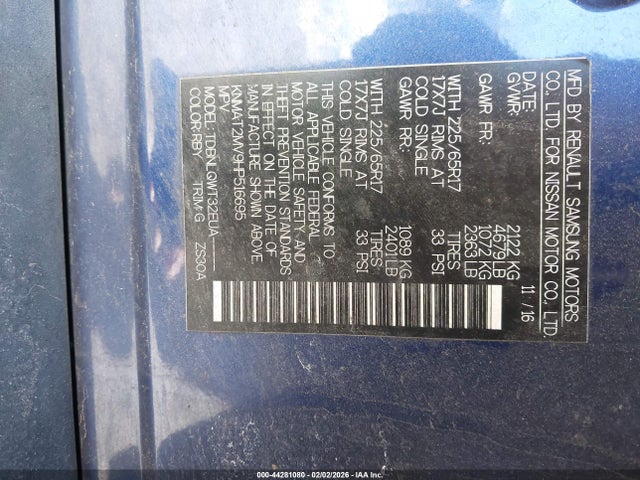 MFD BY RENAULT SAMSUNG MOTORS
CO, LTD. FOR NISSAN MOTOR CO, LTD.
DATE: 11 / 16
GVWR: 2122 KG
4679 LB
GAWR FR: 1072 KG
2363 LB
WITH 225/65R17 TIRES
17X7J RIMS AT 33 PSI
COLD SINGLE
GAWR RR: 1089 KG
2401 LB
WITH 225/65R17 TIRES
17X7J RIMS AT 33 PSI
COLD SINGLE
THIS VEHICLE CONFORMS TO
ALL APPLICABLE FEDERAL
MOTOR VEHICLE SAFETY AND
THEFT PREVENTION STANDARDS
IN EFFECT ON THE DATE OF
MANUFACTURE SHOWN ABOVE.
KNMAT2MV9HP516695
MPV
MODEL: TDBNLQWT32EUA
COLOR:RBY TRIM:G ZS30A
000-44281080 - 02/02/2026 - IAA Inc.